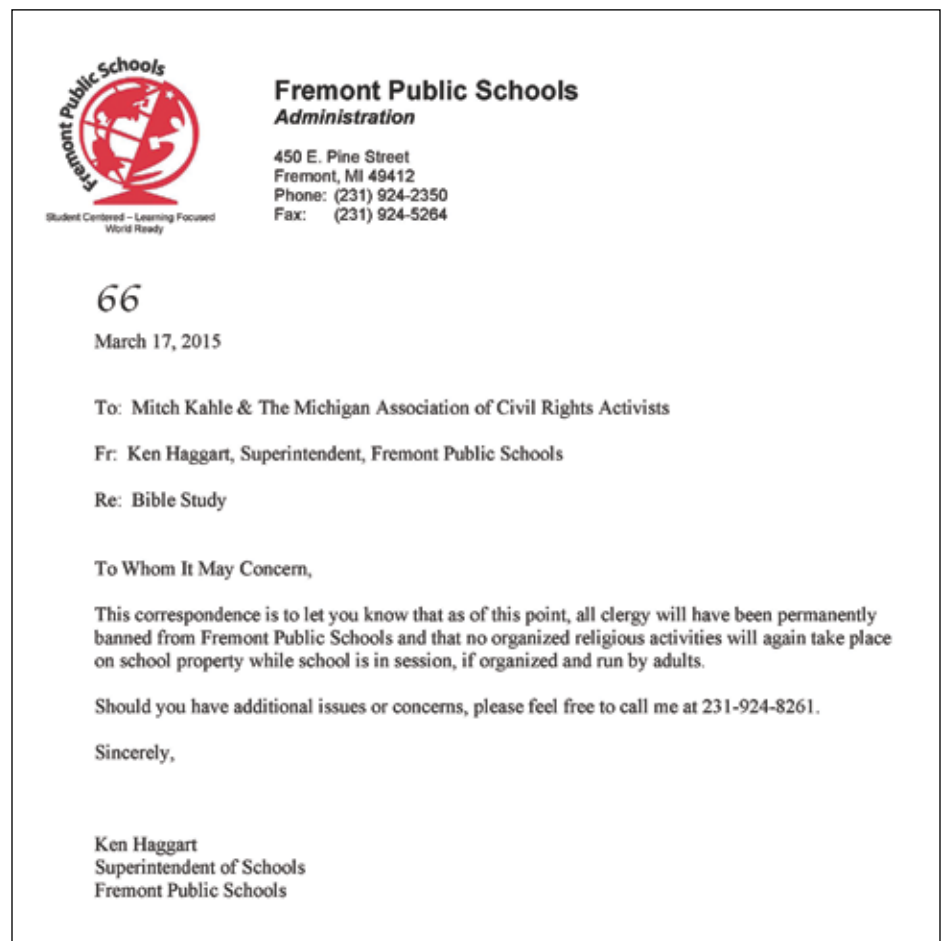 Fremont Public Schools
Student Centered – Learning Focused
World Ready
Fremont Public Schools
Administration
450 E. Pine Street
Fremont, MI 49412
Phone: (231) 924-2350
Fax: (231) 924-5264
66
March 17, 2015
To: Mitch Kahle & The Michigan Association of Civil Rights Activists
Fr: Ken Haggart, Superintendent, Fremont Public Schools
Re: Bible Study
To Whom It May Concern,
This correspondence is to let you know that as of this point, all clergy will have been permanently
banned from Fremont Public Schools and that no organized religious activities will again take place
on school property while school is in session, if organized and run by adults.
Should you have additional issues or concerns, please feel free to call me at 231-924-8261.
Sincerely,
Ken Haggart
Superintendent of Schools
Fremont Public Schools